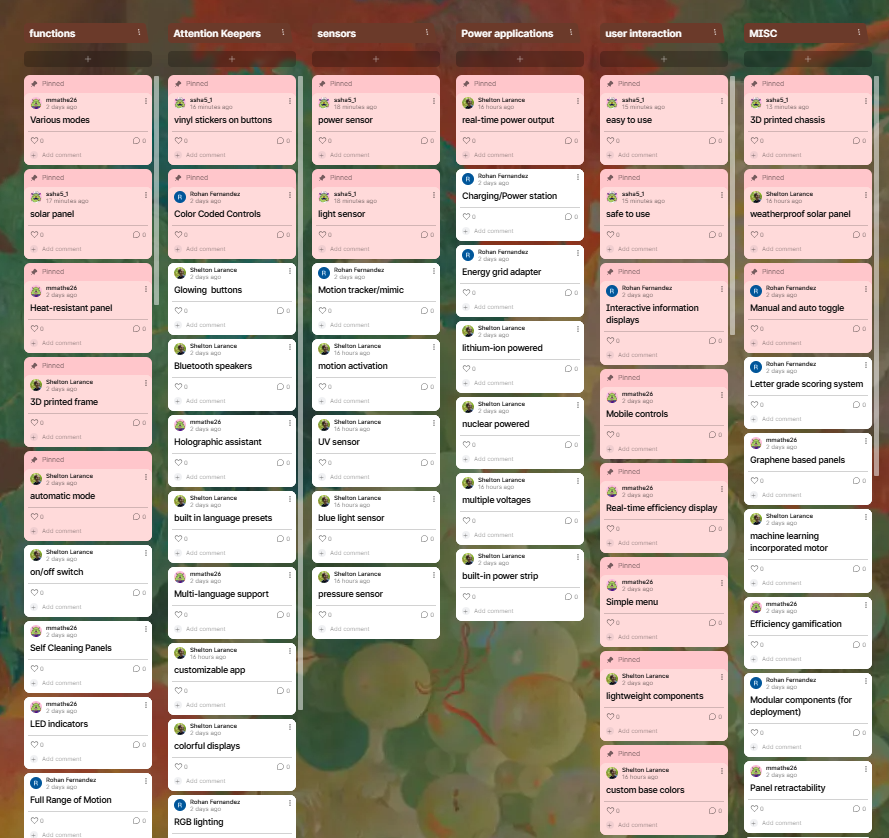 functions
Pinned
mmathe26
2 days ago
Various modes
0 0
Add comment
Pinned
ssha5_1
17 minutes ago
solar panel
0 0
Add comment
Pinned
mmathe26
2 days ago
Heat-resistant panel
0 0
Add comment
Pinned
Shelton Larance
2 days ago
3D printed frame
0 0
Add comment
Pinned
Shelton Larance
2 days ago
automatic mode
0 0
Add comment
Shelton Larance
2 days ago
on/off switch
0 0
Add comment
mmathe26
2 days ago
Self Cleaning Panels
0 0
Add comment
mmathe26
2 days ago
LED indicators
0 0
Add comment
R
Rohan Fernandez
2 days ago
Full Range of Motion
0 0
Add comment
Attention Keepers
Pinned
ssha5_1
16 minutes ago
vinyl stickers on buttons
0 0
Add comment
Pinned
R
Rohan Fernandez
2 days ago
Color Coded Controls
0 0
Add comment
Shelton Larance
2 days ago
Glowing buttons
0 0
Add comment
Shelton Larance
2 days ago
Bluetooth speakers
0 0
Add comment
mmathe26
2 days ago
Holographic assistant
0 0
Add comment
Shelton Larance
2 days ago
built in language presets
0 0
Add comment
mmathe26
2 days ago
Multi-language support
0 0
Add comment
Shelton Larance
16 hours ago
customizable app
0 0
Add comment
Shelton Larance
2 days ago
colorful displays
0 0
Add comment
R
Rohan Fernandez
2 days ago
RGB lighting
sensors
Pinned
ssha5_1
18 minutes ago
power sensor
0 0
Add comment
Pinned
ssha5_1
18 minutes ago
light sensor
0 0
Add comment
R
Rohan Fernandez
2 days ago
Motion tracker/mimic
0 0
Add comment
Shelton Larance
16 hours ago
motion activation
0 0
Add comment
Shelton Larance
16 hours ago
UV sensor
0 0
Add comment
Shelton Larance
16 hours ago
blue light sensor
0 0
Add comment
Shelton Larance
16 hours ago
pressure sensor
0 0
Add comment
Power applications
Pinned
Shelton Larance
16 hours ago
real-time power output
0 0
Add comment
R
Rohan Fernandez
2 days ago
Charging/Power station
0 0
Add comment
R
Rohan Fernandez
2 days ago
Energy grid adapter
0 0
Add comment
Shelton Larance
2 days ago
lithium-ion powered
0 0
Add comment
Shelton Larance
2 days ago
nuclear powered
0 0
Add comment
Shelton Larance
16 hours ago
multiple voltages
0 0
Add comment
Shelton Larance
2 days ago
built-in power strip
0 0
Add comment
user interaction
Pinned
ssha5_1
15 minutes ago
easy to use
0 0
Add comment
Pinned
ssha5_1
15 minutes ago
safe to use
0 0
Add comment
Pinned
R
Rohan Fernandez
2 days ago
Interactive information
displays
0 0
Add comment
Pinned
mmathe26
2 days ago
Mobile controls
0 0
Add comment
Pinned
mmathe26
2 days ago
Real-time efficiency display
0 0
Add comment
Pinned
mmathe26
2 days ago
Simple menu
0 0
Add comment
Pinned
Shelton Larance
2 days ago
lightweight components
0 0
Add comment
Pinned
Shelton Larance
16 hours ago
custom base colors
0 0
Add comment
MISC
Pinned
ssha5_1
13 minutes ago
3D printed chassis
0 0
Add comment
Pinned
Shelton Larance
16 hours ago
weatherproof solar panel
0 0
Add comment
Pinned
R
Rohan Fernandez
2 days ago
Manual and auto toggle
0 0
Add comment
R
Rohan Fernandez
2 days ago
Letter grade scoring system
0 0
Add comment
mmathe26
2 days ago
Graphene based panels
0 0
Add comment
Shelton Larance
2 days ago
machine learning
incorporated motor
0 0
Add comment
mmathe26
2 days ago
Efficiency gamification
0 0
Add comment
R
Rohan Fernandez
2 days ago
Modular components (for
deployment)
0 0
Add comment
mmathe26
2 days ago
Panel retractability
0 0
Add comment